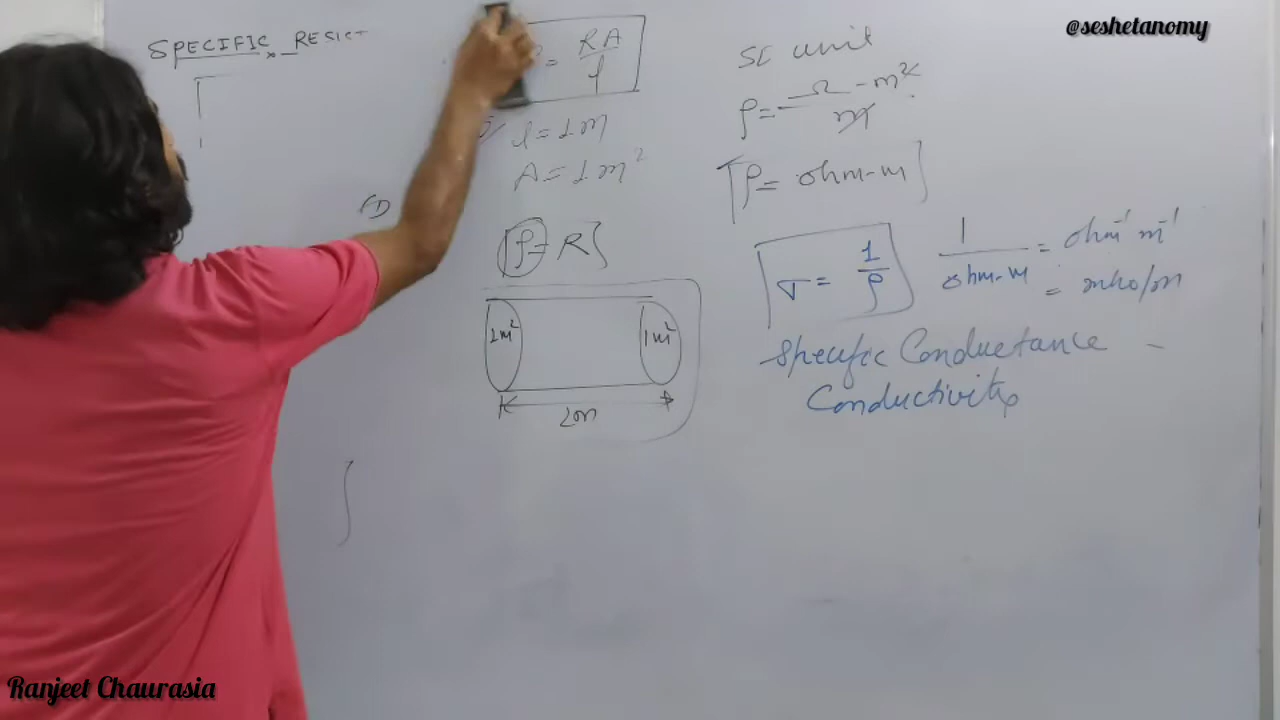 @seshetanomy
SPECIFIC RESIST
= RA / l
l = 1m
A = 1m²
ρ = R
1m² 1m²
1m
SI unit
ρ = Ω - m² / m
ρ = ohm-m
σ = 1/ρ
1 / ohm-m = ohm⁻¹ m⁻¹
= mho/m
Specific Conductance -
Conductivity
Ranjeet Chaurasia